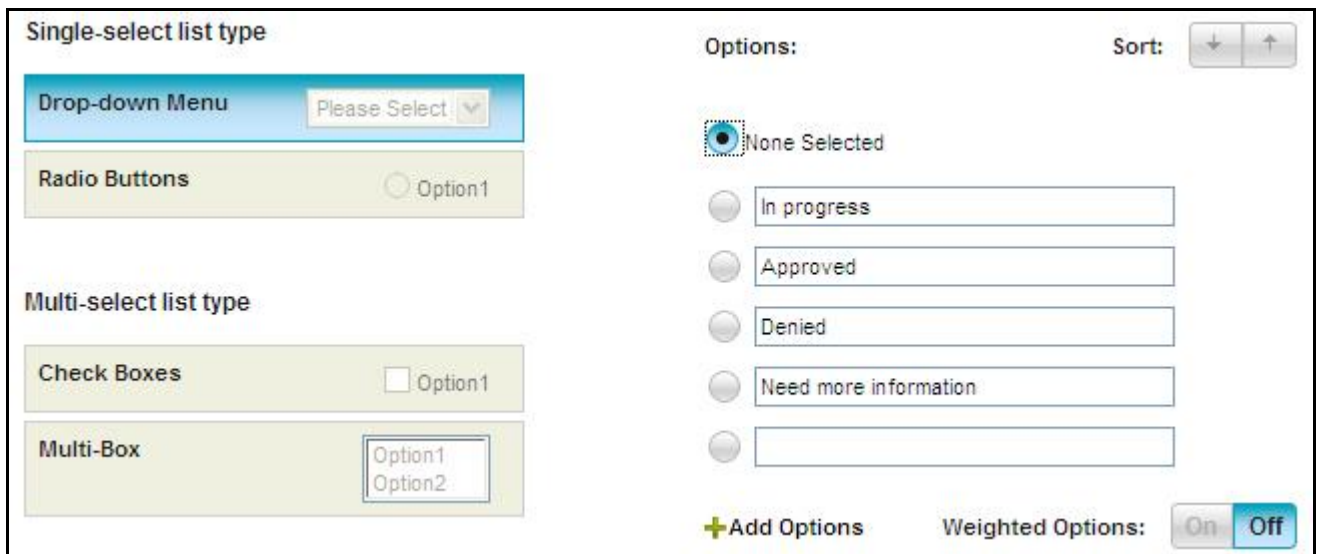 Single-select list type
Drop-down Menu Please Select
Radio Buttons Option1
Multi-select list type
Check Boxes Option1
Multi-Box Option1
Option2
Options: Sort:
None Selected
In progress
Approved
Denied
Need more information
Add Options Weighted Options: On Off